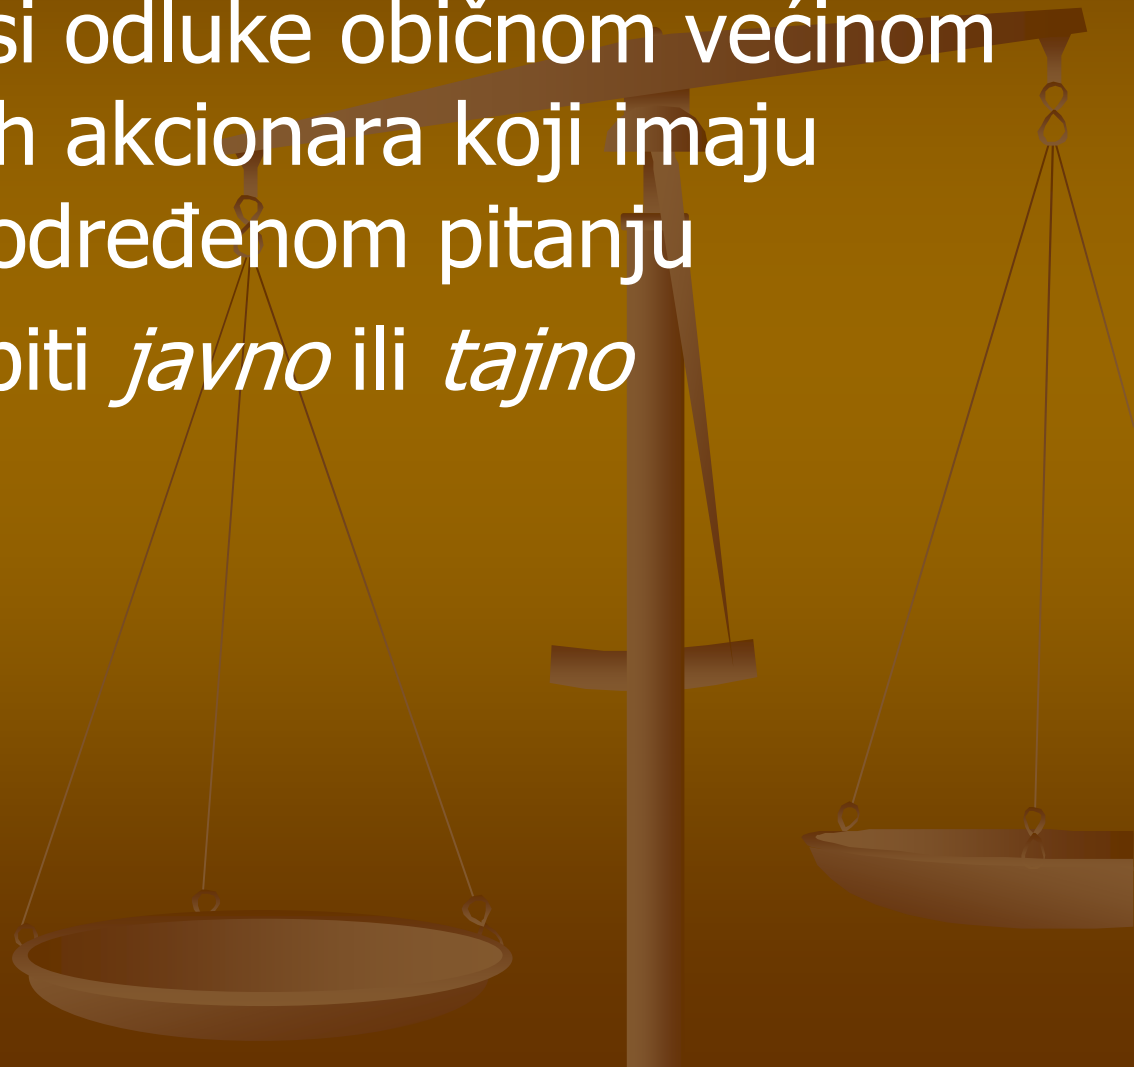 si odluke običnom većinom
h akcionara koji imaju
određenom pitanju
biti javno ili tajno